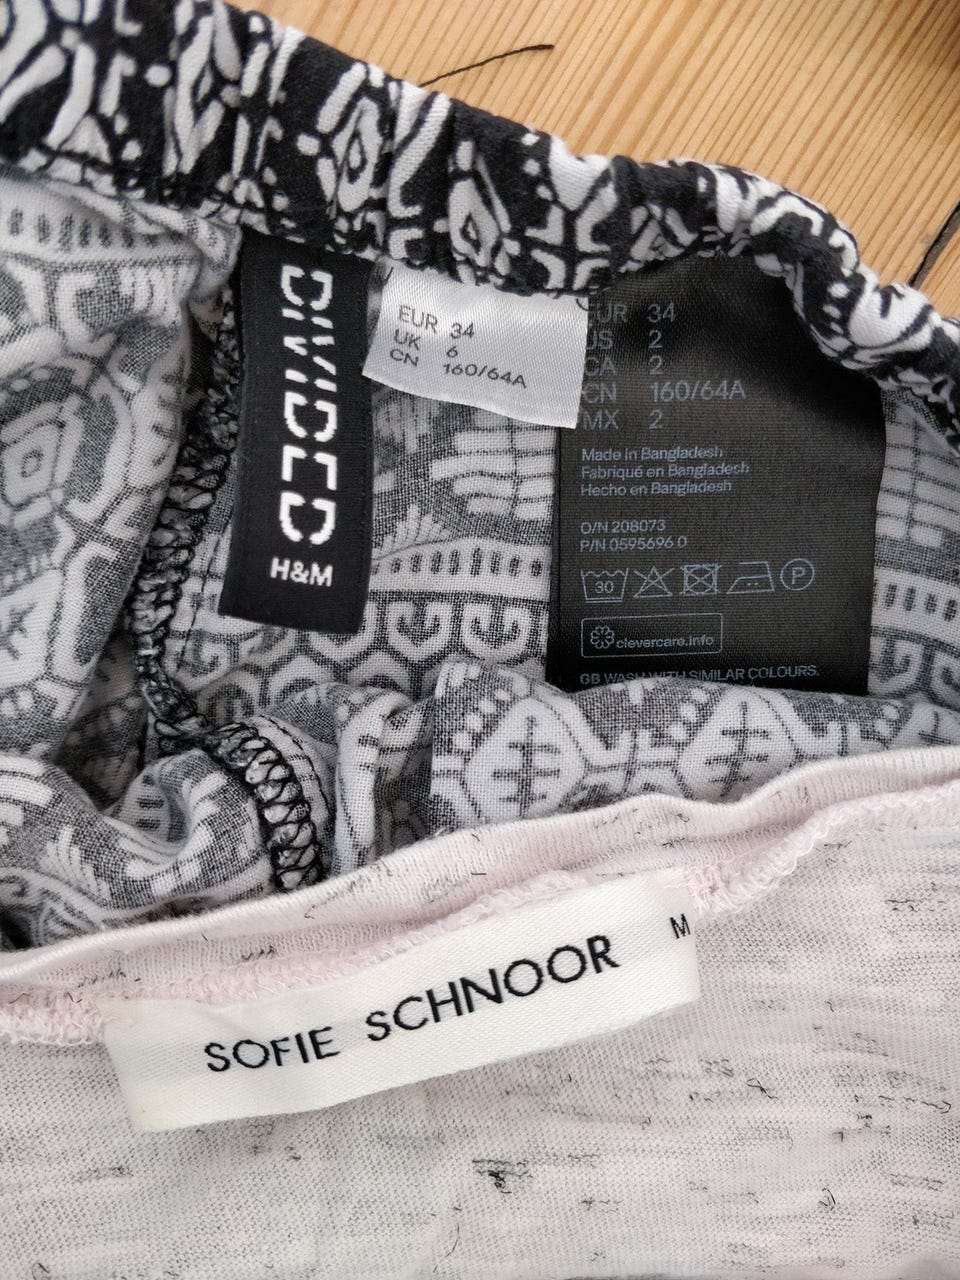 DIVIDED
H&M
EUR 34
UK 6
CN 160/64A
EUR 34
US 2
CA 2
CN 160/64A
MX 2
Made in Bangladesh
Fabriqué en Bangladesh
Hecho en Bangladesh
O/N 208073
P/N 0595696 0
30 P
clevercare.info
GB WASH WITH SIMILAR COLOURS.
SOFIE SCHNOOR M